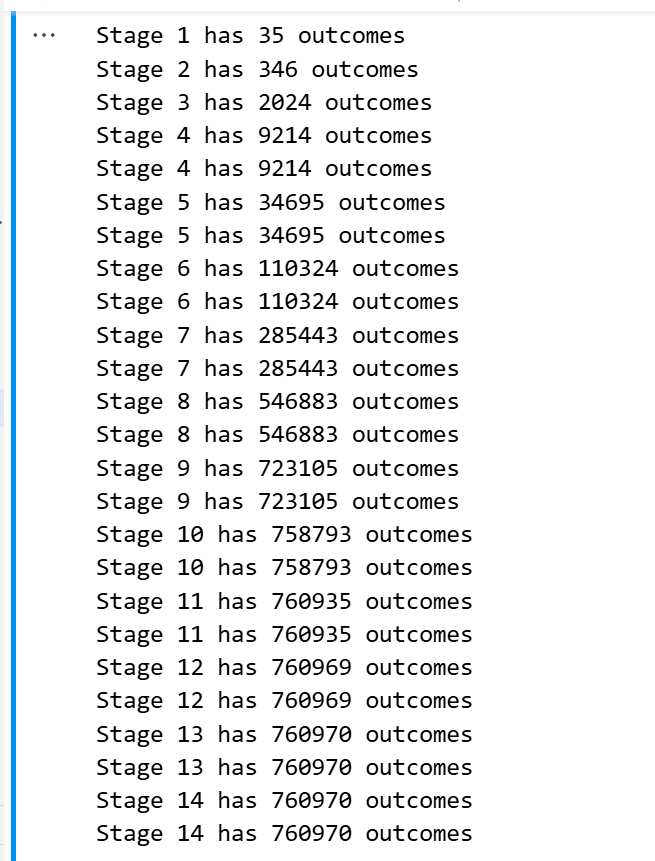 ...
Stage 1 has 35 outcomes
Stage 2 has 346 outcomes
Stage 3 has 2024 outcomes
Stage 4 has 9214 outcomes
Stage 4 has 9214 outcomes
Stage 5 has 34695 outcomes
Stage 5 has 34695 outcomes
Stage 6 has 110324 outcomes
Stage 6 has 110324 outcomes
Stage 7 has 285443 outcomes
Stage 7 has 285443 outcomes
Stage 8 has 546883 outcomes
Stage 8 has 546883 outcomes
Stage 9 has 723105 outcomes
Stage 9 has 723105 outcomes
Stage 10 has 758793 outcomes
Stage 10 has 758793 outcomes
Stage 11 has 760935 outcomes
Stage 11 has 760935 outcomes
Stage 12 has 760969 outcomes
Stage 12 has 760969 outcomes
Stage 13 has 760970 outcomes
Stage 13 has 760970 outcomes
Stage 14 has 760970 outcomes
Stage 14 has 760970 outcomes